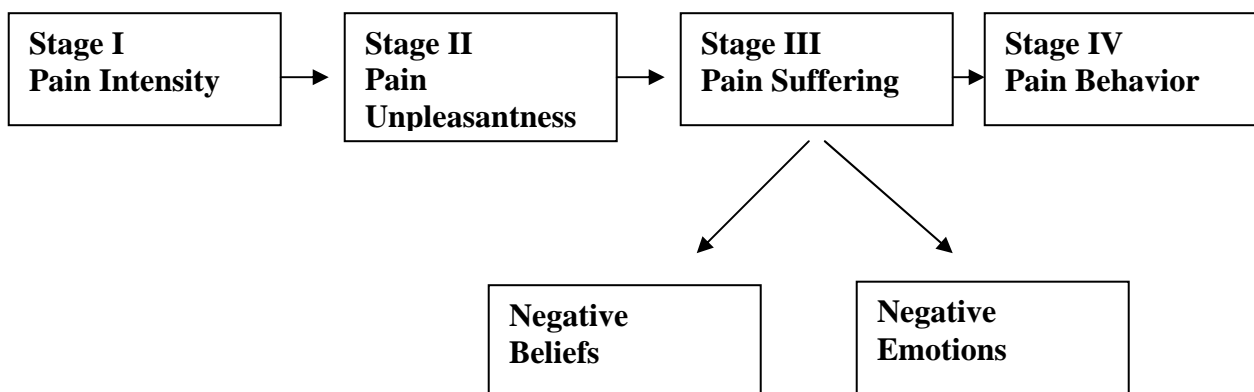 Stage I
Pain Intensity
Stage II
Pain
Unpleasantness
Stage III
Pain Suffering
Stage IV
Pain Behavior
Negative
Beliefs
Negative
Emotions